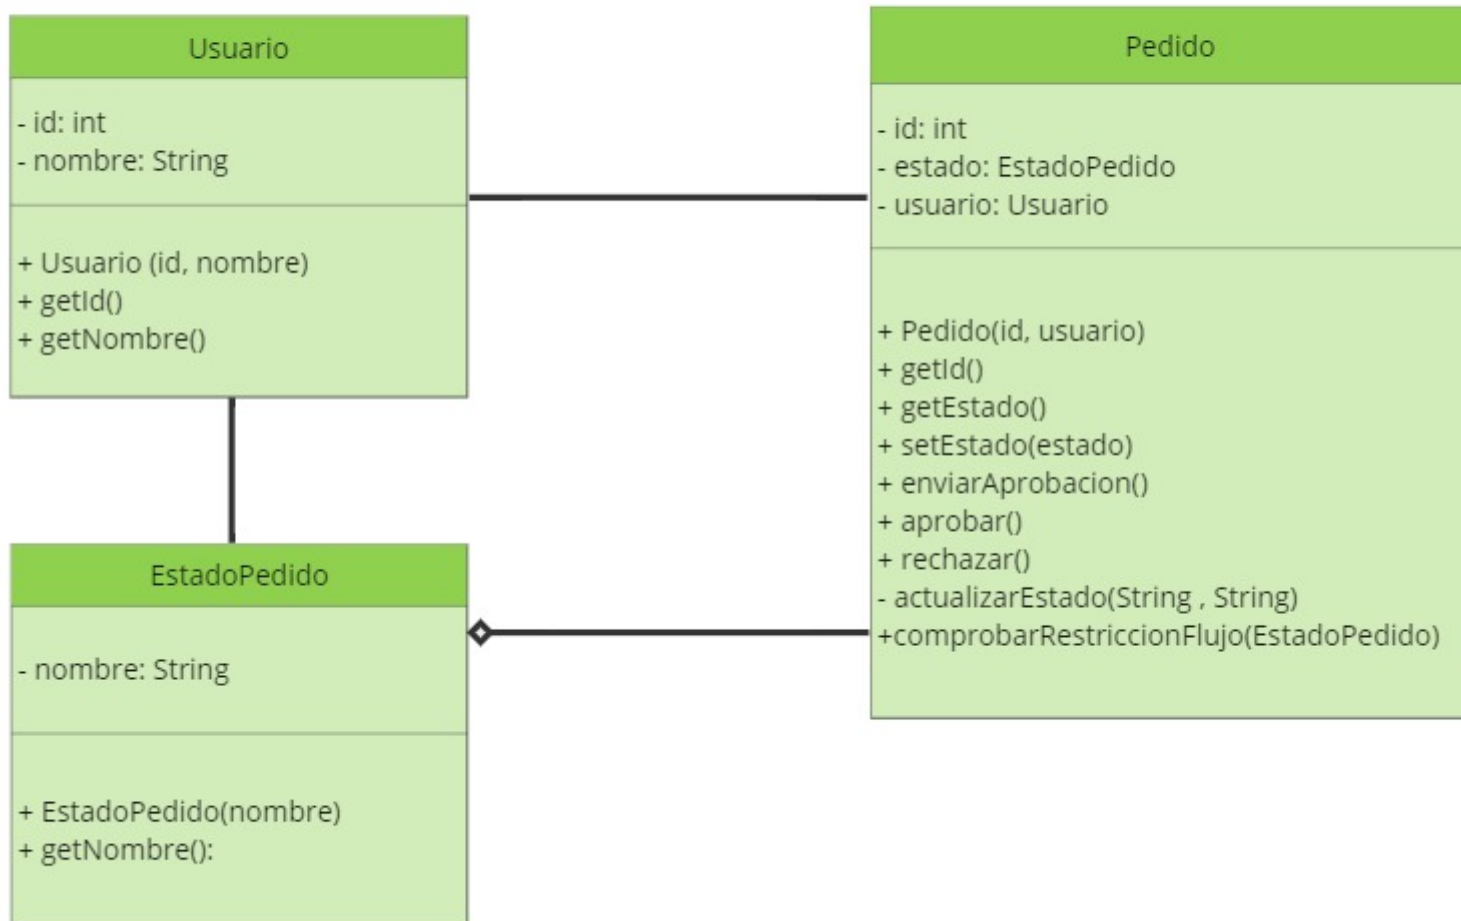 Usuario
- id: int
- nombre: String
+ Usuario (id, nombre)
+ getId()
+ getNombre()
Pedido
- id: int
- estado: EstadoPedido
- usuario: Usuario
+ Pedido(id, usuario)
+ getId()
+ getEstado()
+ setEstado(estado)
+ enviarAprobacion()
+ aprobar()
+ rechazar()
- actualizarEstado(String , String)
+comprobarRestriccionFlujo(EstadoPedido)
EstadoPedido
- nombre: String
+ EstadoPedido(nombre)
+ getNombre():